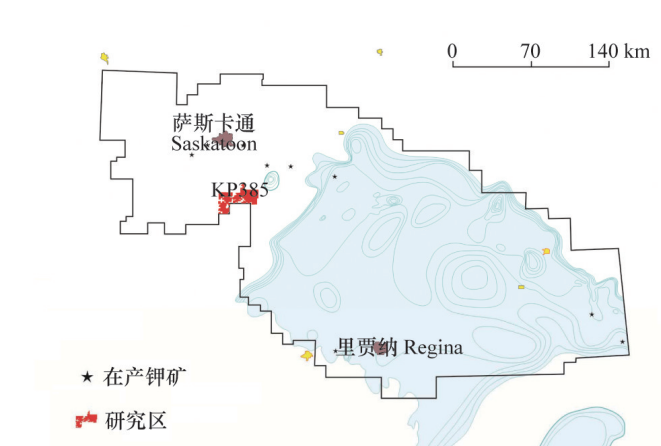 0 70 140 km
萨斯卡通
Saskatoon
KP385
里贾纳 Regina
在产钾矿
研究区